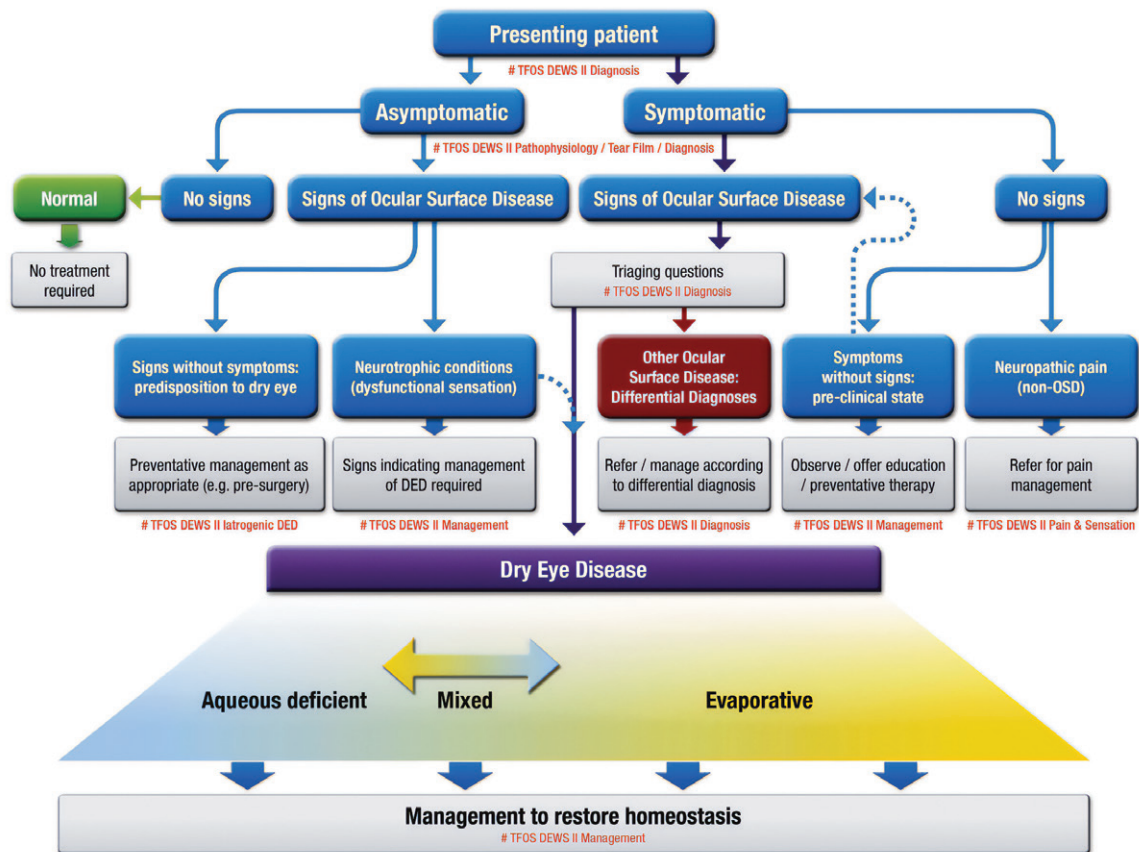 Presenting patient
# TFOS DEWS II Diagnosis
Asymptomatic
Symptomatic
# TFOS DEWS II Pathophysiology / Tear Film / Diagnosis
Normal
No signs
Signs of Ocular Surface Disease
Signs of Ocular Surface Disease
No signs
No treatment
required
Triaging questions
# TFOS DEWS II Diagnosis
Signs without symptoms:
predisposition to dry eye
Neurotrophic conditions
(dysfunctional sensation)
Other Ocular
Surface Disease:
Differential Diagnoses
Symptoms
without signs:
pre-clinical state
Neuropathic pain
(non-OSD)
Preventative management as
appropriate (e.g. pre-surgery)
Signs indicating management
of DED required
Refer / manage according
to differential diagnosis
Observe / offer education
/ preventative therapy
Refer for pain
management
# TFOS DEWS II Iatrogenic DED
# TFOS DEWS II Management
# TFOS DEWS II Diagnosis
# TFOS DEWS II Management
# TFOS DEWS II Pain & Sensation
Dry Eye Disease
Aqueous deficient
Mixed
Evaporative
Management to restore homeostasis
# TFOS DEWS II Management